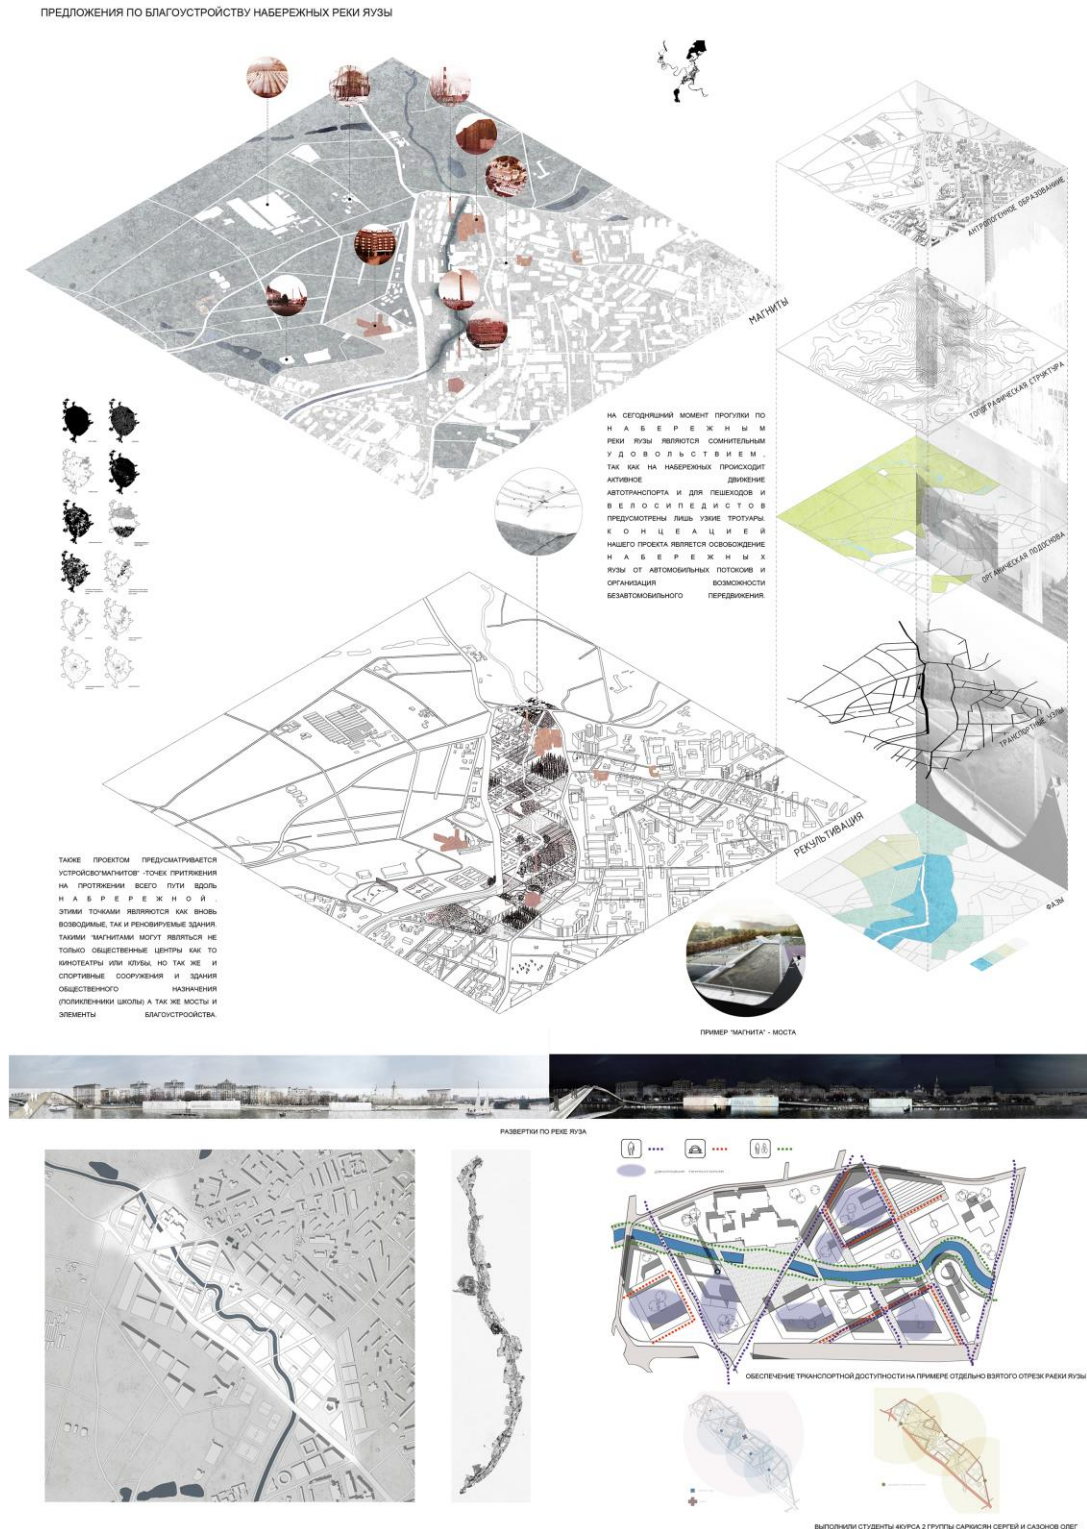 ПРЕДЛОЖЕНИЯ ПО БЛАГОУСТРОЙСТВУ НАБЕРЕЖНЫХ РЕКИ ЯУЗЫ
АНТРОПОГЕННОЕ ОБРАЗОВАНИЕ
МАГНИТЫ
ТОПОГРАФИЧЕСКАЯ СТРУКТУРА
НА СЕГОДНЯШНИЙ МОМЕНТ ПРОГУЛКИ ПО
НАБЕРЕЖНЫМ
РЕКИ ЯУЗЫ ЯВЛЯЮТСЯ СОМНИТЕЛЬНЫМ
УДОВОЛЬСТВИЕМ,
ТАК КАК НА НАБЕРЕЖНЫХ ПРОИСХОДИТ
АКТИВНОЕ ДВИЖЕНИЕ
АВТОТРАНСПОРТА И ДЛЯ ПЕШЕХОДОВ И
ВЕЛОСИПЕДИСТОВ
ПРЕДУСМОТРЕНЫ ЛИШЬ УЗКИЕ ТРОТУАРЫ.
КОНЦЕАЦИЕЙ
НАШЕГО ПРОЕКТА ЯВЛЯЕТСЯ ОСВОБОЖДЕНИЕ
НАБЕРЕЖНЫХ
ЯУЗЫ ОТ АВТОМОБИЛЬНЫХ ПОТОКОИВ И
ОРГАНИЗАЦИЯ ВОЗМОЖНОСТИ
БЕЗАВТОМОБИЛЬНОГО ПЕРЕДВИЖЕНИЯ.
ОРГАНИЧЕСКАЯ ПОДОСНОВА
ТРАНСПОРТНЫЕ УЗЛЫ
РЕКУЛЬТИВАЦИЯ
ФАЗЫ
ТАКЖЕ ПРОЕКТОМ ПРЕДУСМАТРИВАЕТСЯ
УСТРОЙСВО"МАГНИТОВ" -ТОЧЕК ПРИТЯЖЕНИЯ
НА ПРОТЯЖЕНИИ ВСЕГО ПУТИ ВДОЛЬ
НАБРЕРЕЖНОЙ.
ЭТИМИ ТОЧКАМИ ЯВЛЯЮТСЯ КАК ВНОВЬ
ВОЗВОДИМЫЕ, ТАК И РЕНОВИРУЕМЫЕ ЗДАНИЯ.
ТАКИМИ "МАГНИТАМИ МОГУТ ЯВЛЯТЬСЯ НЕ
ТОЛЬКО ОБЩЕСТВЕННЫЕ ЦЕНТРЫ КАК ТО
КИНОТЕАТРЫ ИЛИ КЛУБЫ, НО ТАК ЖЕ И
СПОРТИВНЫЕ СООРУЖЕНИЯ И ЗДАНИЯ
ОБЩЕСТВЕННОГО НАЗНАЧЕНИЯ
(ПОЛИКЛЕННИКИ ШКОЛЫ) А ТАК ЖЕ МОСТЫ И
ЭЛЕМЕНТЫ БЛАГОУСТРООЙСТВА.
ПРИМЕР "МАГНИТА" - МОСТА
РАЗВЕРТКИ ПО РЕКЕ ЯУЗА
ОБЕСПЕЧЕНИЕ ТРКАНСПОРТНОЙ ДОСТУПНОСТИ НА ПРИМЕРЕ ОТДЕЛЬНО ВЗЯТОГО ОТРЕЗК РАЕКИ ЯУЗЫ
ВЫПОЛНИЛИ СТУДЕНТЫ 4КУРСА 2 ГРУППЫ САРКИСЯН СЕРГЕЙ И САЗОНОВ ОЛЕГ